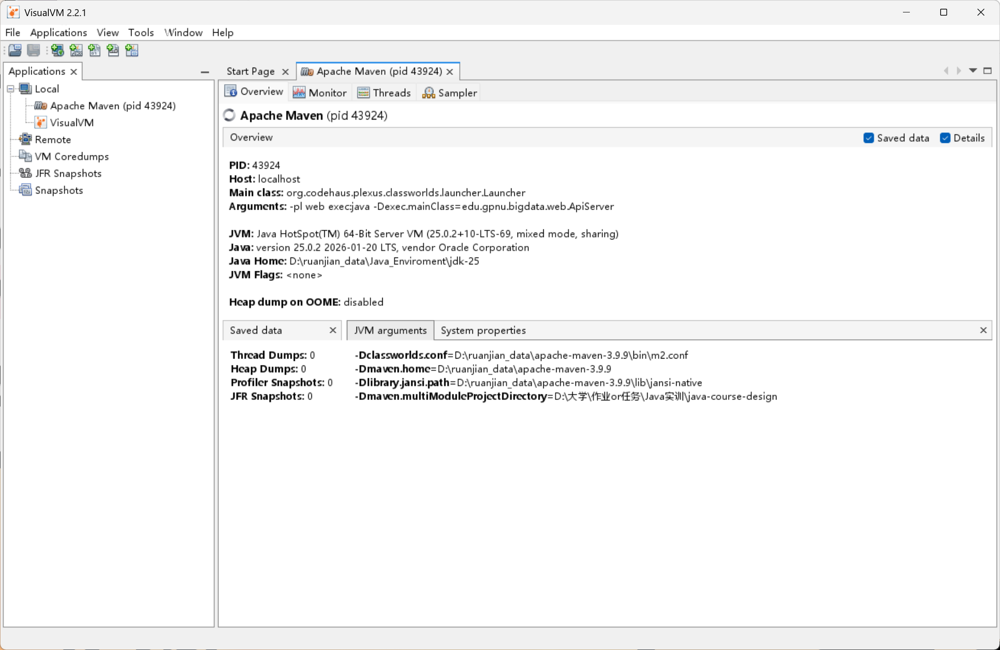 VisualVM 2.2.1
File Applications View Tools Window Help
Applications
Start Page
Apache Maven (pid 43924)
Local
Apache Maven (pid 43924)
VisualVM
Remote
VM Coredumps
JFR Snapshots
Snapshots
Overview Monitor Threads Sampler
Apache Maven (pid 43924)
Overview
Saved data Details
PID: 43924
Host: localhost
Main class: org.codehaus.plexus.classworlds.launcher.Launcher
Arguments: -pl web exec:java -Dexec.mainClass=edu.gpnu.bigdata.web.ApiServer
JVM: Java HotSpot(TM) 64-Bit Server VM (25.0.2+10-LTS-69, mixed mode, sharing)
Java: version 25.0.2 2026-01-20 LTS, vendor Oracle Corporation
Java Home: D:\ruanjian_data\Java_Enviroment\jdk-25
JVM Flags: <none>
Heap dump on OOME: disabled
Saved data
Thread Dumps: 0
Heap Dumps: 0
Profiler Snapshots: 0
JFR Snapshots: 0
JVM arguments System properties
-Dclassworlds.conf=D:\ruanjian_data\apache-maven-3.9.9\bin\m2.conf
-Dmaven.home=D:\ruanjian_data\apache-maven-3.9.9
-Dlibrary.jansi.path=D:\ruanjian_data\apache-maven-3.9.9\lib\jansi-native
-Dmaven.multiModuleProjectDirectory=D:\大学\作业or任务\Java实训\java-course-design